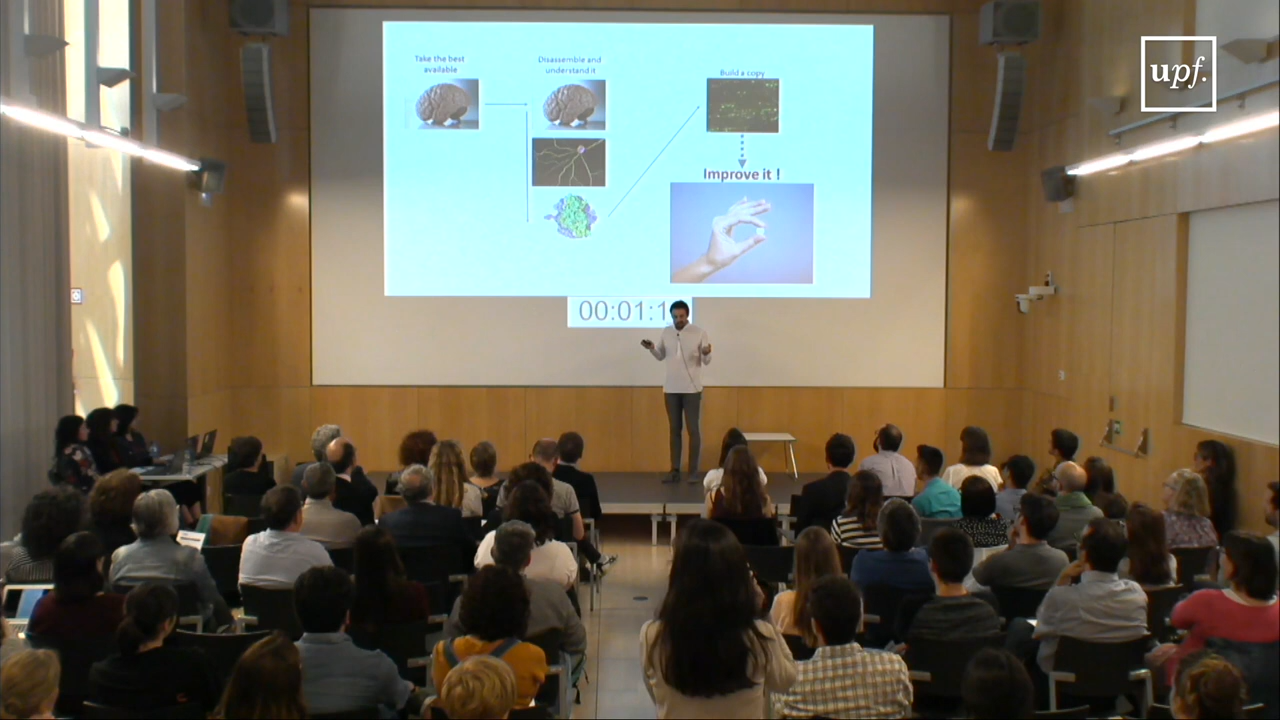 upf.
Take the best
available
Disassemble and
understand it
Build a copy
Improve it !
00:01:1